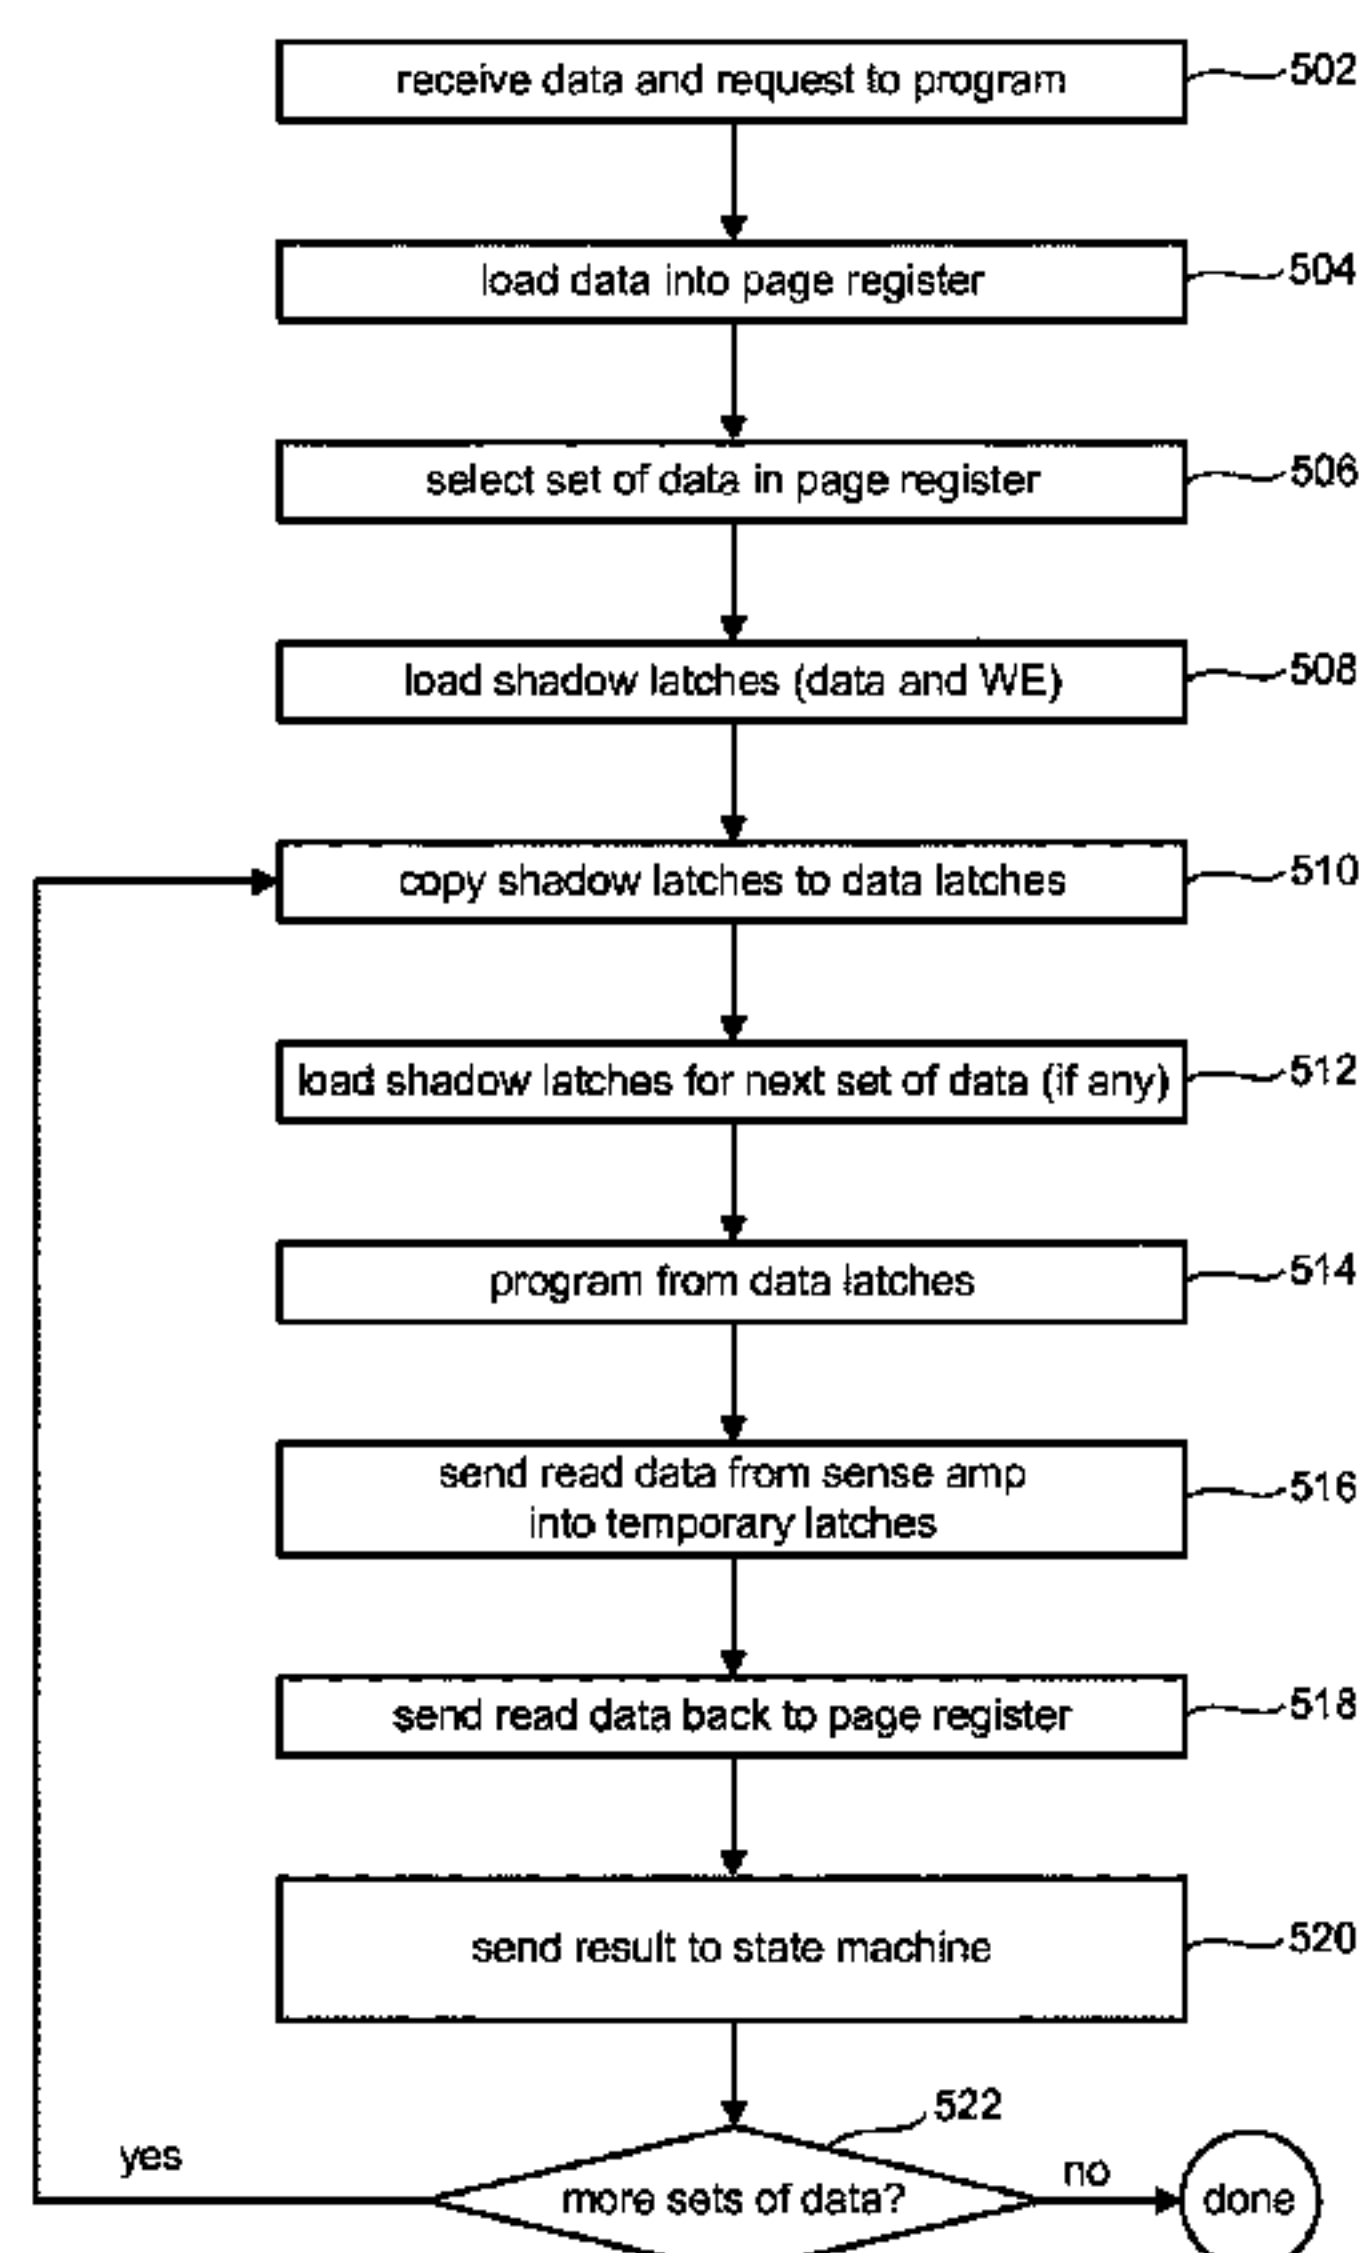 receive data and request to program
502
load data into page register
504
select set of data in page register
506
load shadow latches (data and WE)
508
copy shadow latches to data latches
510
load shadow latches for next set of data (if any)
512
program from data latches
514
send read data from sense amp
into temporary latches
516
send read data back to page register
518
send result to state machine
520
522
yes
more sets of data?
no
done